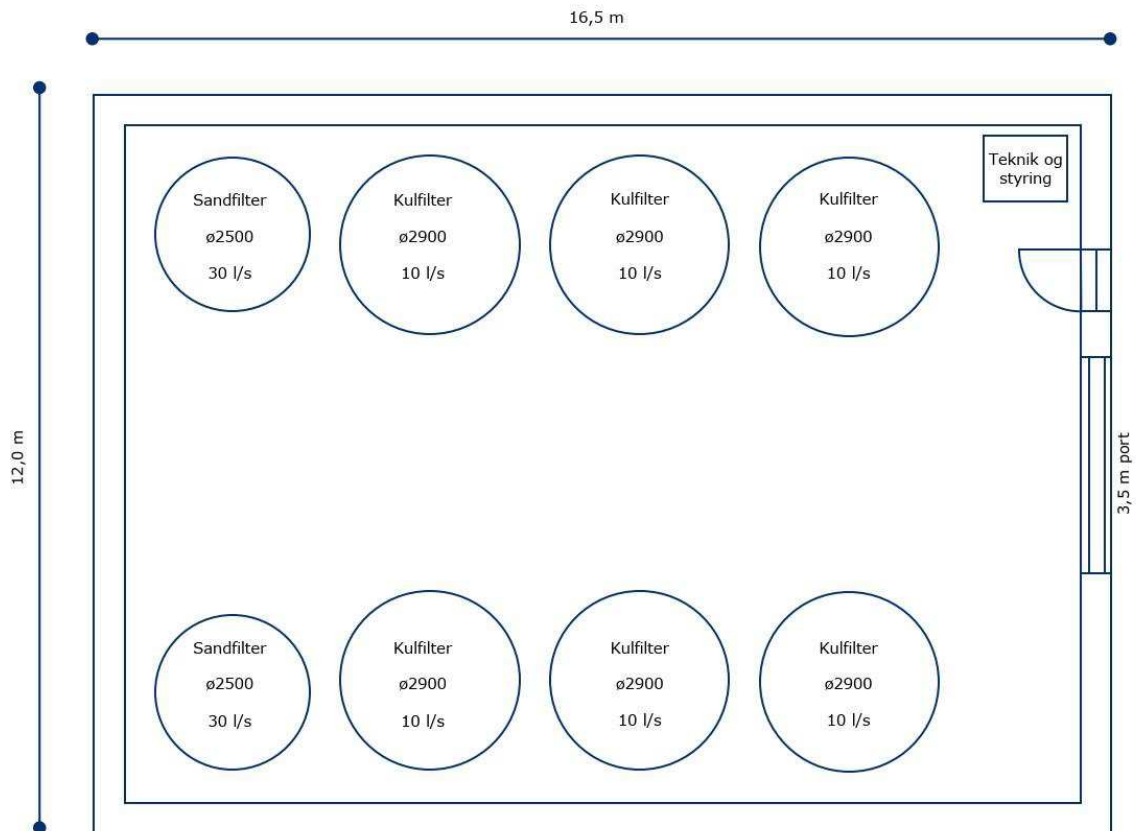 16,5 m
Teknik og
styring
Sandfilter
ø2500
30 l/s
Kulfilter
ø2900
10 l/s
Kulfilter
ø2900
10 l/s
Kulfilter
ø2900
10 l/s
12,0 m
3,5 m port
Sandfilter
ø2500
30 l/s
Kulfilter
ø2900
10 l/s
Kulfilter
ø2900
10 l/s
Kulfilter
ø2900
10 l/s